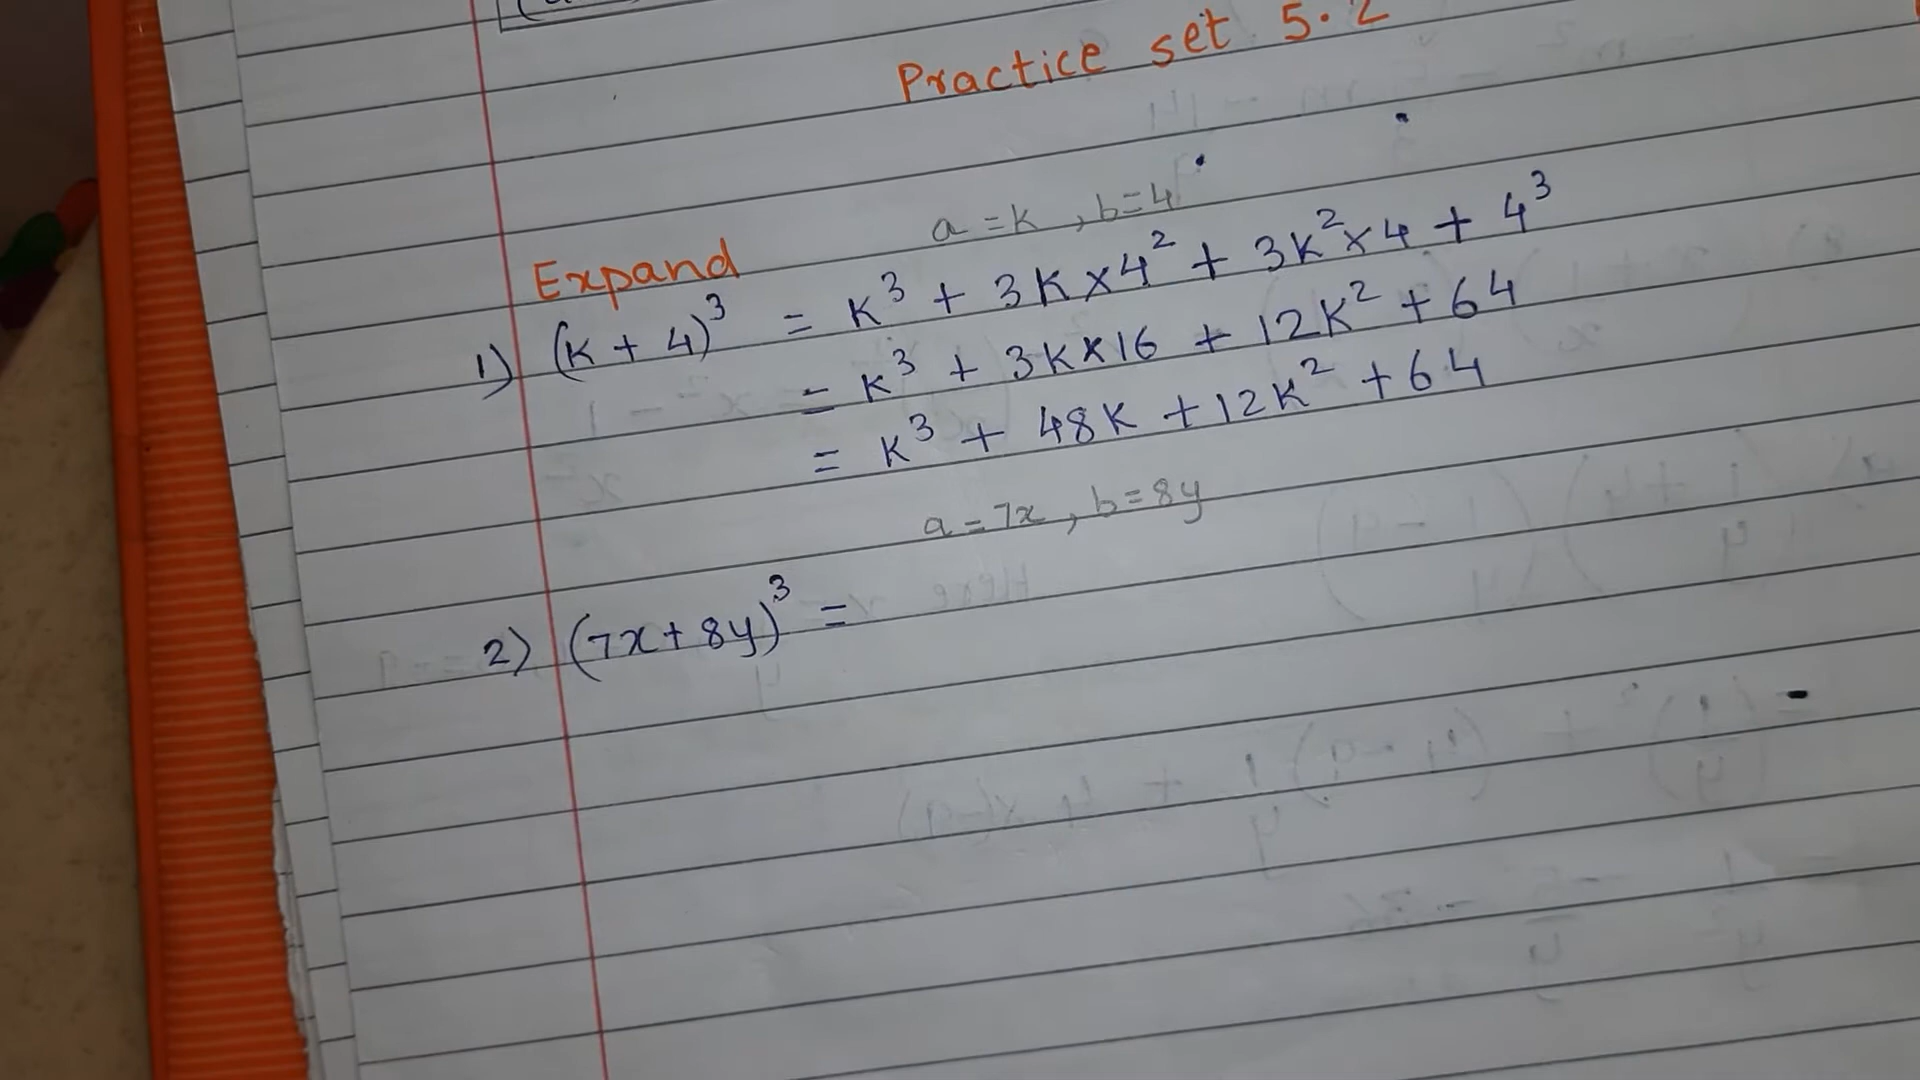 Practice set 5.2
a = k , b = 4
Expand
1) (k + 4)³ = k³ + 3k × 4² + 3k² × 4 + 4³
= k³ + 3k × 16 + 12k² + 64
= k³ + 48k + 12k² + 64
a = 7x , b = 8y
2) (7x + 8y)³ =